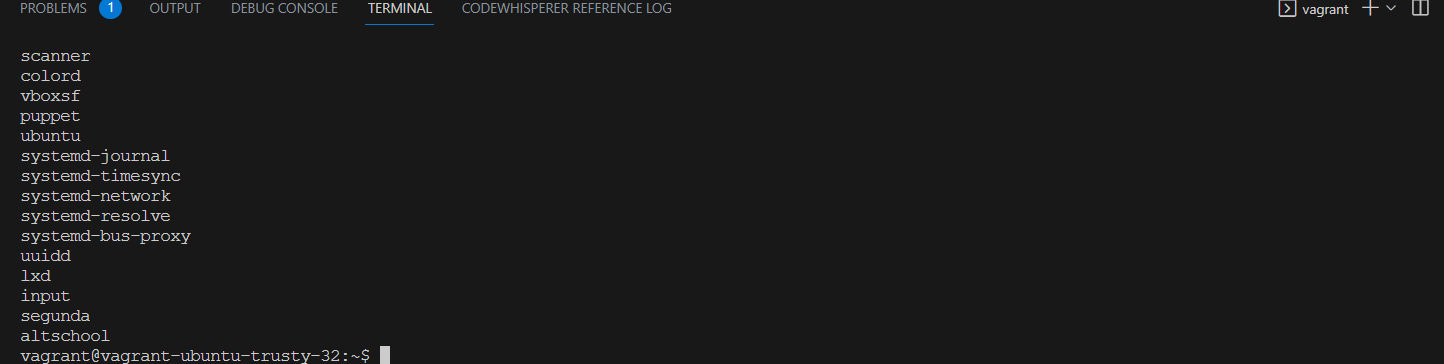 PROBLEMS 1 OUTPUT DEBUG CONSOLE TERMINAL CODEWHISPERER REFERENCE LOG vagrant
scanner
colord
vboxsf
puppet
ubuntu
systemd-journal
systemd-timesync
systemd-network
systemd-resolve
systemd-bus-proxy
uuidd
lxd
input
segunda
altschool
vagrant@vagrant-ubuntu-trusty-32:~$